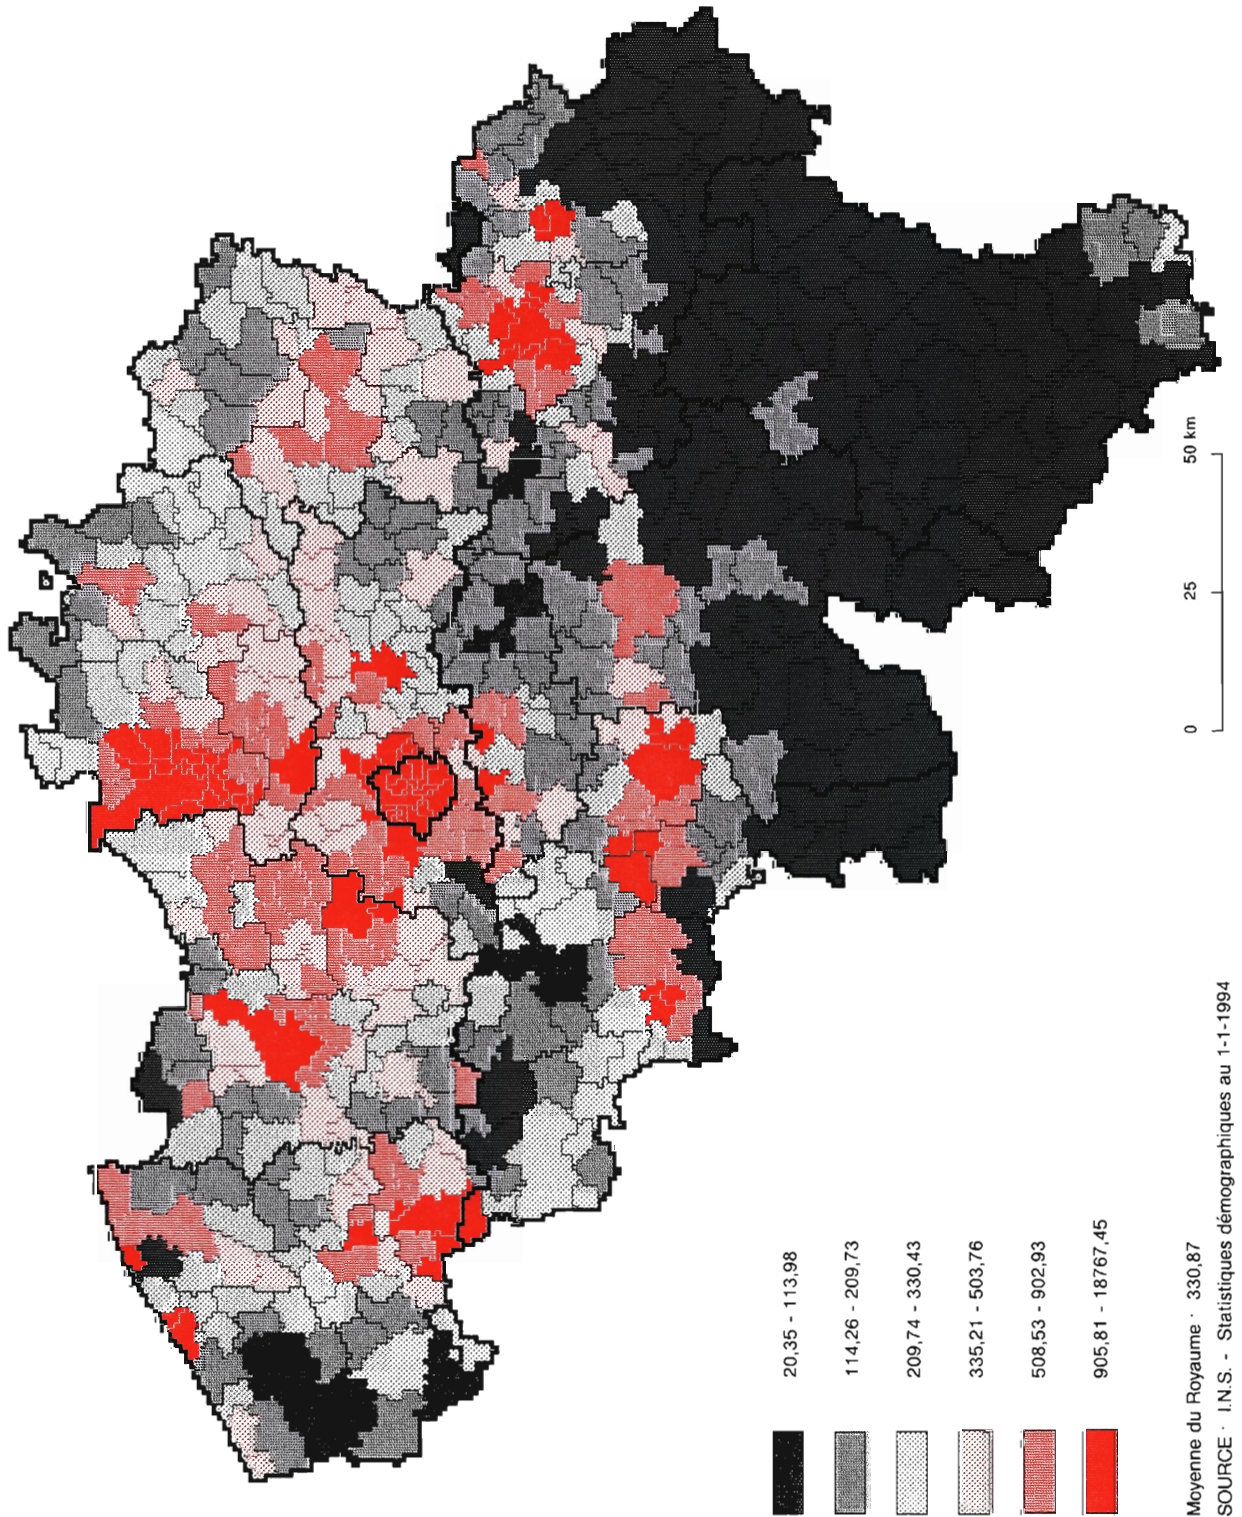 0 25 50 km
20,35 - 113,98
114,26 - 209,73
209,74 - 330,43
335,21 - 503,76
508,53 - 902,93
905,81 - 18767,45
Moyenne du Royaume · 330,87
SOURCE · I.N.S. - Statistiques démographiques au 1-1-1994